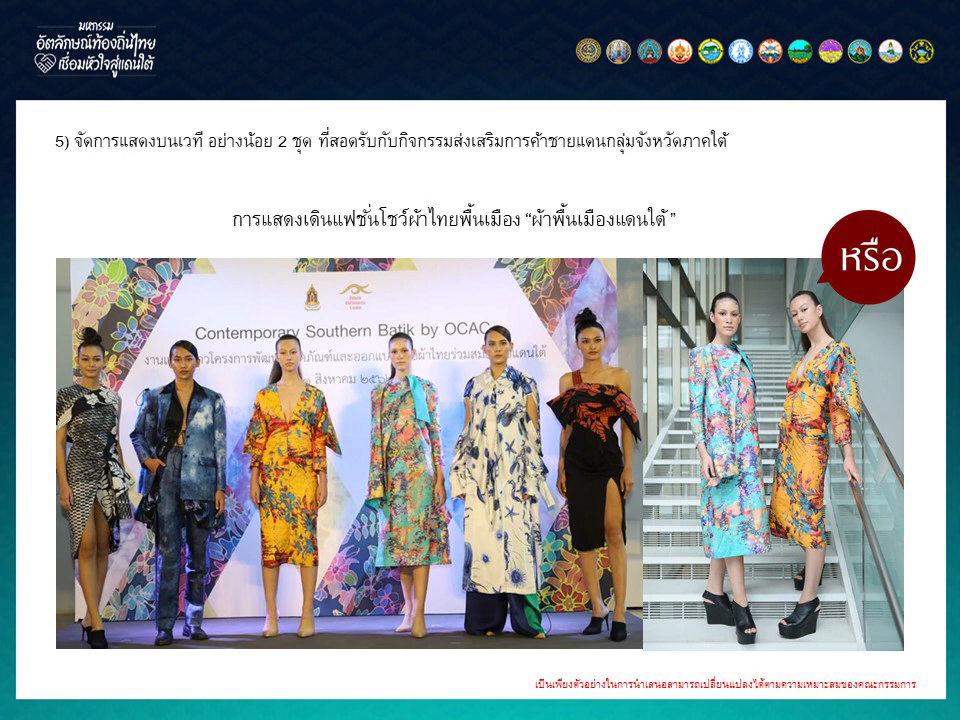 มหกรรม
อัตลักษณ์ท้องถิ่นไทย
เชื่อมหัวใจสู่แดนใต้
5) จัดการแสดงบนเวที อย่างน้อย 2 ชุด ที่สอดรับกับกิจกรรมส่งเสริมการค้าชายแดนกลุ่มจังหวัดภาคใต้
การแสดงเดินแฟชั่นโชว์ผ้าไทยพื้นเมือง “ผ้าพื้นเมืองแดนใต้”
หรือ
Contemporary Southern Batik by OCAC
สิงหาคม ๒๕๖
เป็นเพียงตัวอย่างในการนำเสนอสามารถเปลี่ยนแปลงได้ตามความเหมาะสมของคณะกรรมการ